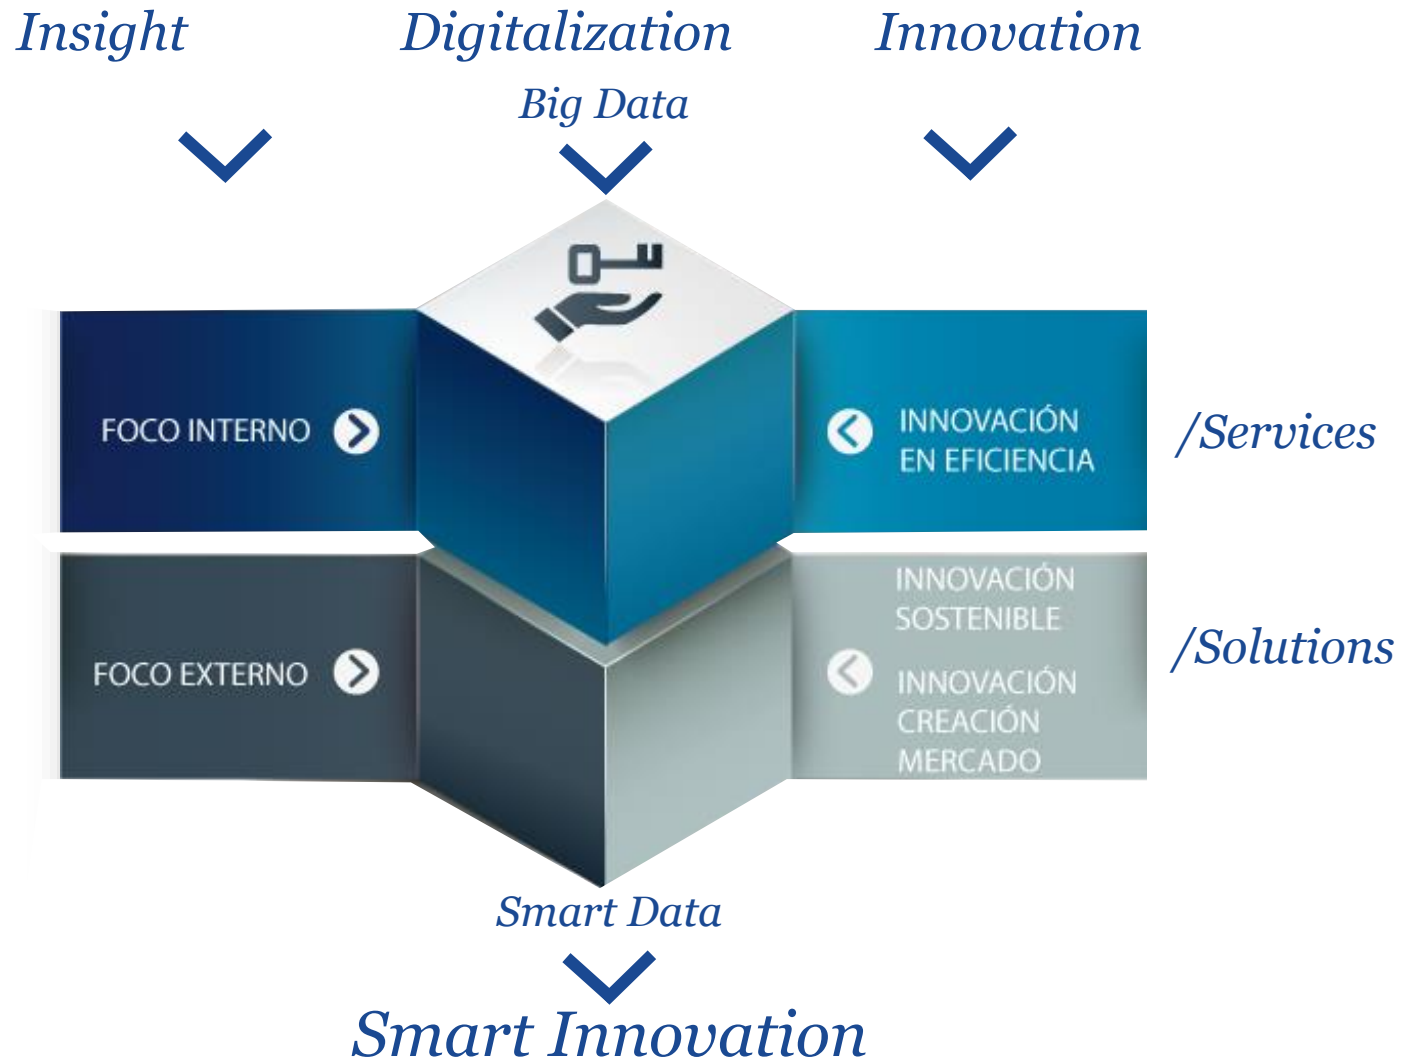 Insight
Digitalization
Innovation
Big Data
FOCO INTERNO
INNOVACIÓN
EN EFICIENCIA
/Services
FOCO EXTERNO
INNOVACIÓN
SOSTENIBLE
INNOVACIÓN
CREACIÓN
MERCADO
/Solutions
Smart Data
Smart Innovation